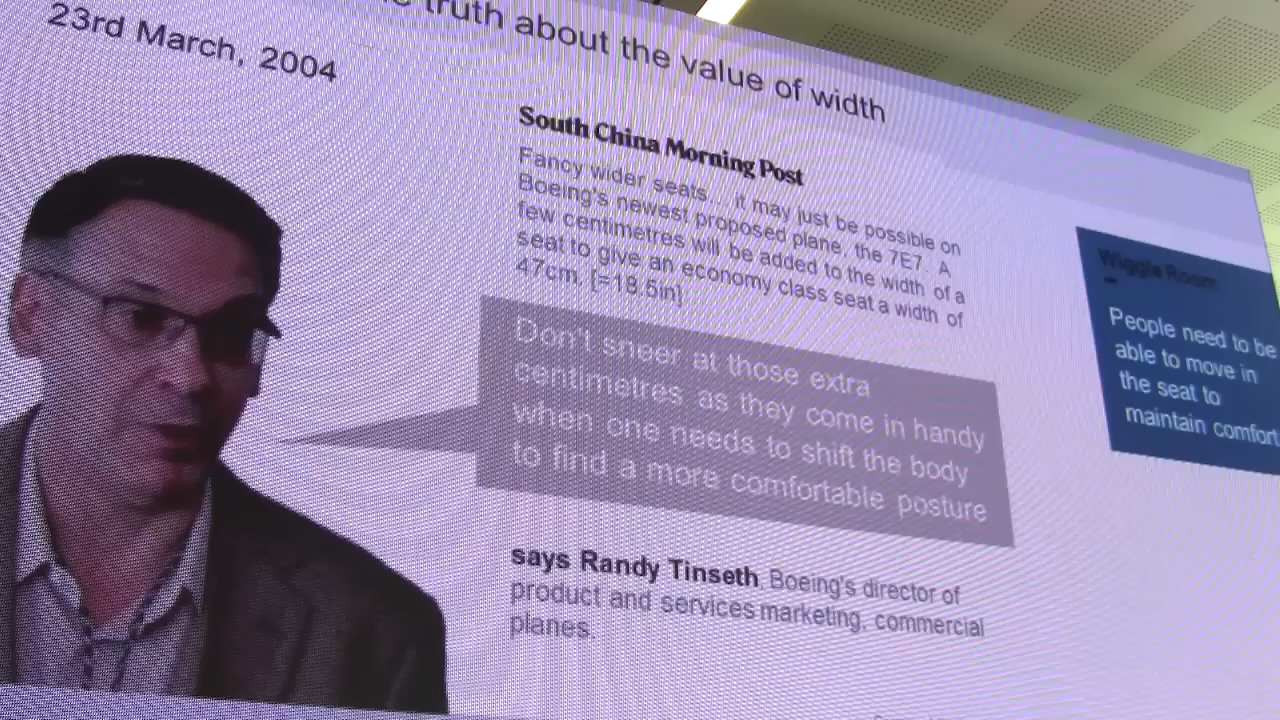 truth about the value of width
23rd March, 2004
South China Morning Post
Fancy wider seats... it may just be possible on
Boeing's newest proposed plane, the 7E7. A
few centimetres will be added to the width of a
seat to give an economy class seat a width of
47cm. [=18.5in]
Don't sneer at those extra
centimetres as they come in handy
when one needs to shift the body
to find a more comfortable posture
says Randy Tinseth Boeing's director of
product and services marketing, commercial
planes.
Wiggle Room
People need to be
able to move in
the seat to
maintain comfort